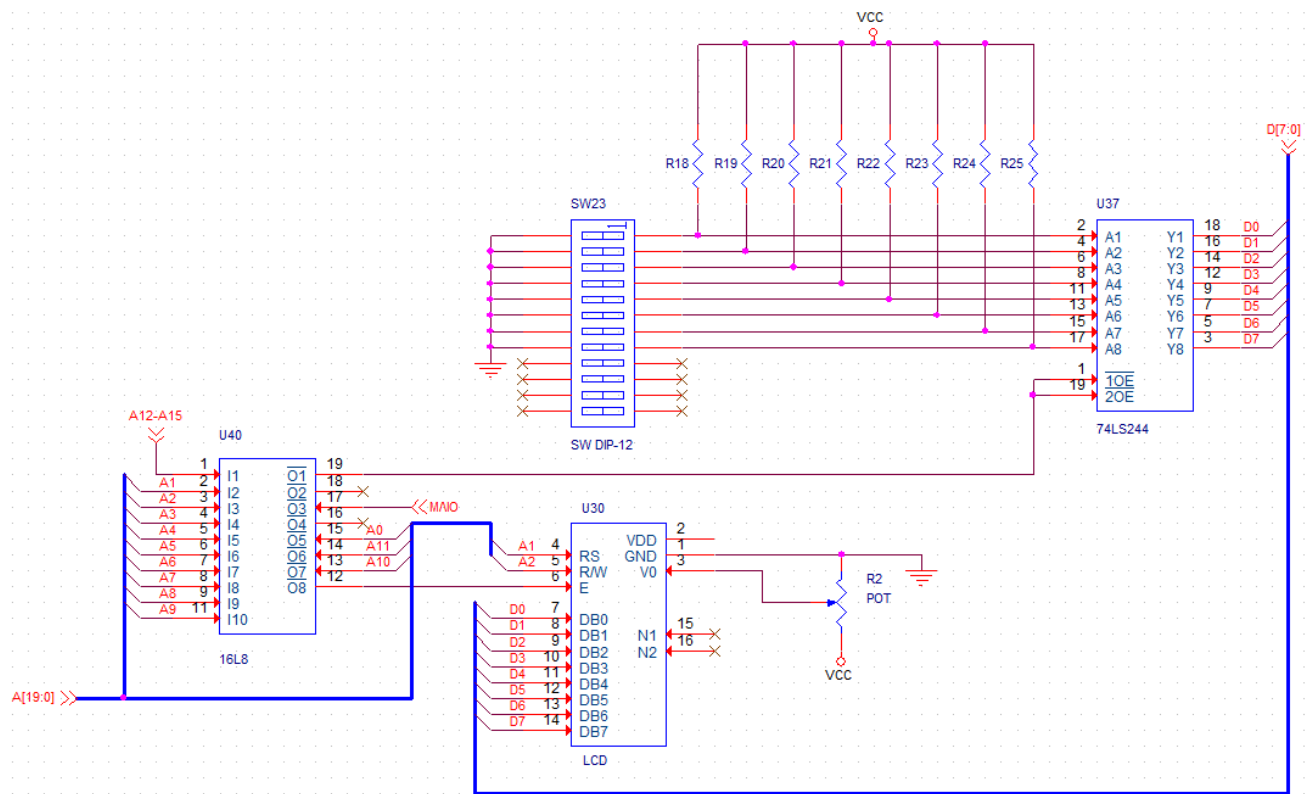 VCC
D[7:0]
R18 R19 R20 R21 R22 R23 R24 R25
SW23
1
U37
2 A1 Y1 18 D0
4 A2 Y2 16 D1
6 A3 Y3 14 D2
8 A4 Y4 12 D3
11 A5 Y5 9 D4
13 A6 Y6 7 D5
15 A7 Y7 5 D6
17 A8 Y8 3 D7
1 1OE
19 2OE
74LS244
SW DIP-12
A12-A15
U40
1 I1 O1 19
A1 2 I2 O2 18
A2 3 I3 O3 17 M/IO
A3 4 I4 O4 16
A4 5 I5 O5 15 A0
A5 6 I6 O6 14 A11
A6 7 I7 O7 13 A10
A7 8 I8 O8 12
A8 9 I9
A9 11 I10
16L8
U30
VDD 2
A1 4 RS GND 1
A2 5 R/W V0 3
6 E
D0 7 DB0
D1 8 DB1 N1 15
D2 9 DB2 N2 16
D3 10 DB3
D4 11 DB4
D5 12 DB5
D6 13 DB6
D7 14 DB7
LCD
R2
POT
VCC
A[19:0]